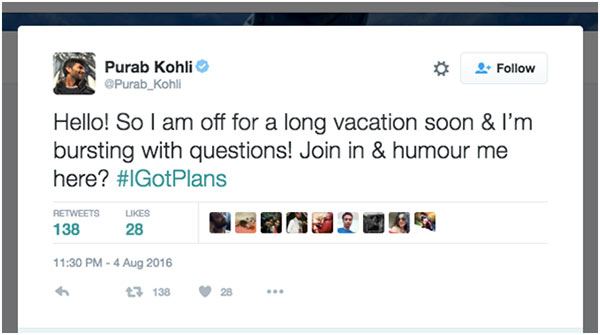 Purab Kohli
@Purab_Kohli
Follow
Hello! So I am off for a long vacation soon & I'm
bursting with questions! Join in & humour me
here? #IGotPlans
RETWEETS LIKES
138 28
11:30 PM - 4 Aug 2016
138 28